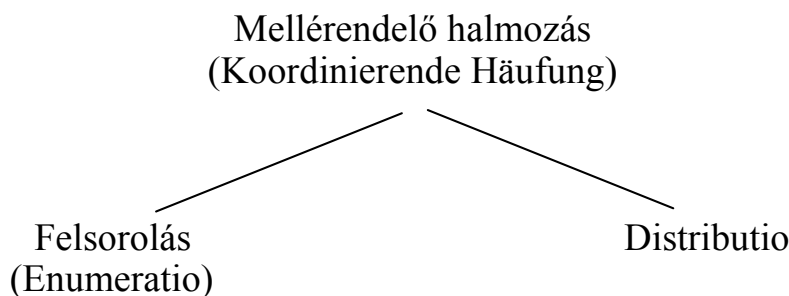 Mellérendelő halmozás
(Koordinierende Häufung)
Felsorolás
(Enumeratio)
Distributio